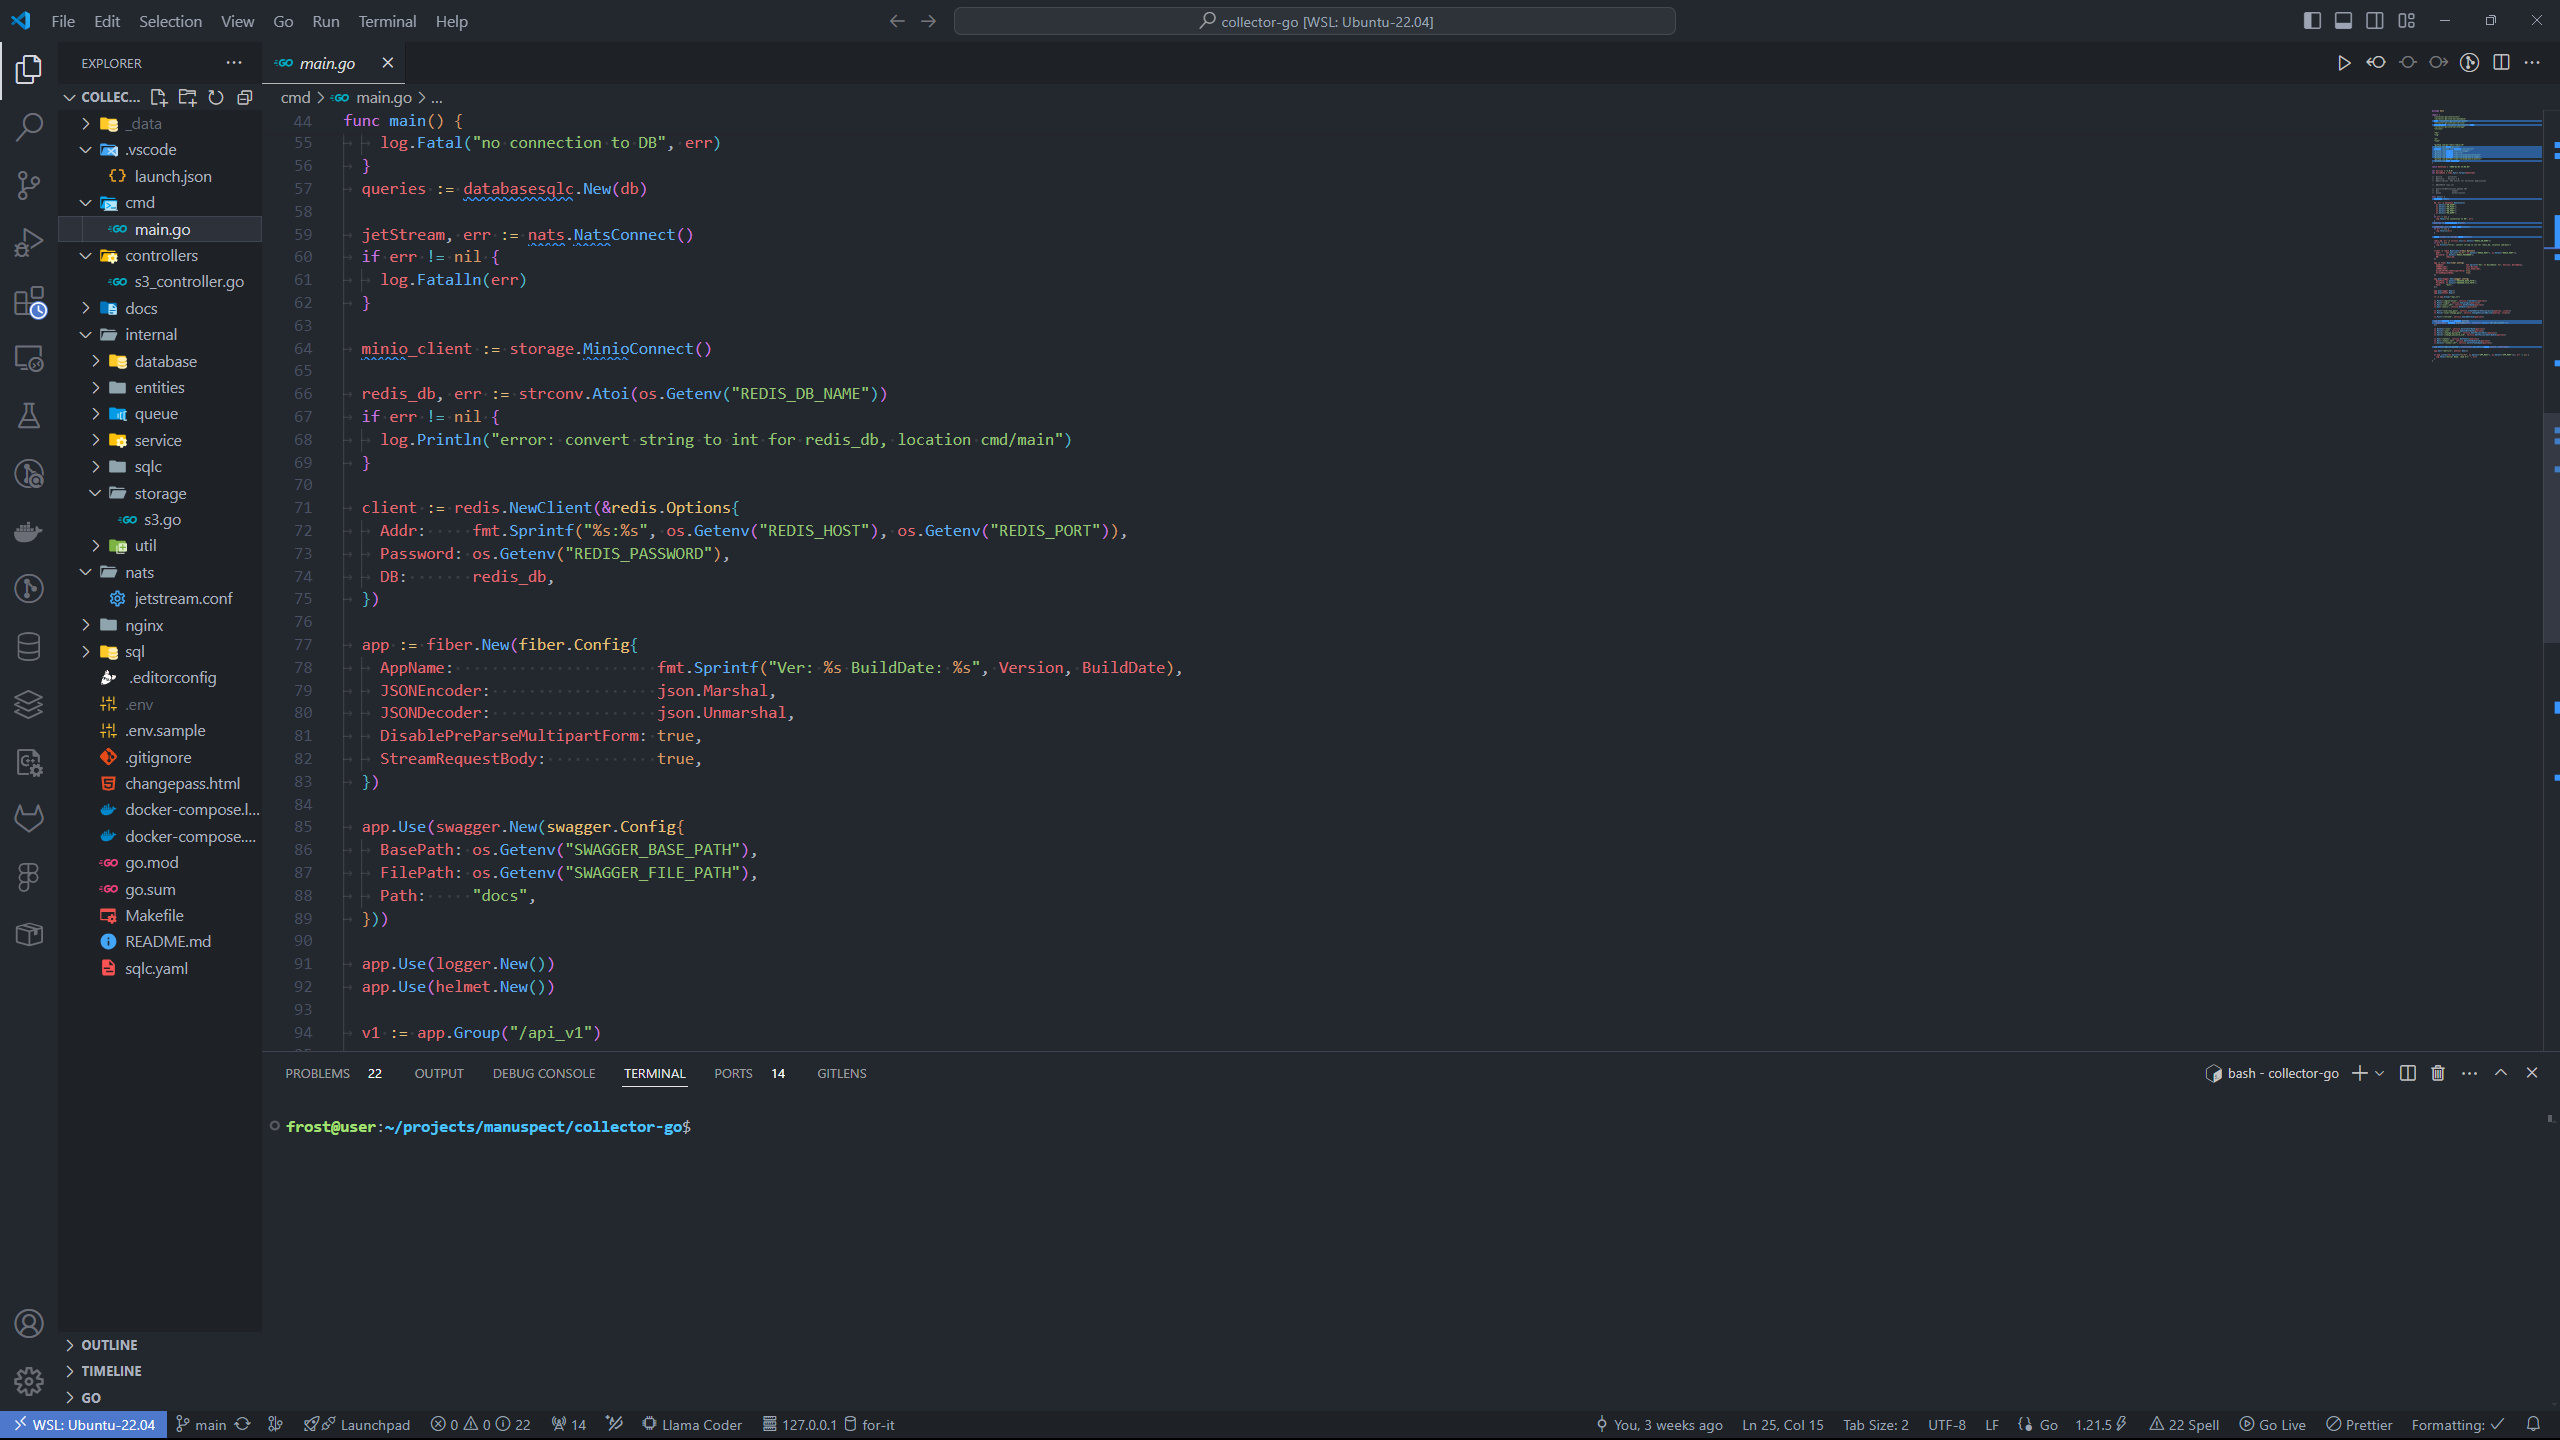 File Edit Selection View Go Run Terminal Help
collector-go [WSL: Ubuntu-22.04]
EXPLORER
COLLEC...
_data
.vscode
launch.json
cmd
main.go
controllers
s3_controller.go
docs
internal
database
entities
queue
service
sqlc
storage
s3.go
util
nats
jetstream.conf
nginx
sql
.editorconfig
.env
.env.sample
.gitignore
changepass.html
docker-compose.l...
docker-compose....
go.mod
go.sum
Makefile
README.md
sqlc.yaml
OUTLINE
TIMELINE
GO
main.go
cmd > main.go > ...
44 func main() {
55 log.Fatal("no connection to DB", err)
56 }
57 queries := databasesqlc.New(db)
58
59 jetStream, err := nats.NatsConnect()
60 if err != nil {
61 log.Fatalln(err)
62 }
63
64 minio_client := storage.MinioConnect()
65
66 redis_db, err := strconv.Atoi(os.Getenv("REDIS_DB_NAME"))
67 if err != nil {
68 log.Println("error: convert string to int for redis_db, location cmd/main")
69 }
70
71 client := redis.NewClient(&redis.Options{
72 Addr: fmt.Sprintf("%s:%s", os.Getenv("REDIS_HOST"), os.Getenv("REDIS_PORT")),
73 Password: os.Getenv("REDIS_PASSWORD"),
74 DB: redis_db,
75 })
76
77 app := fiber.New(fiber.Config{
78 AppName: fmt.Sprintf("Ver: %s BuildDate: %s", Version, BuildDate),
79 JSONEncoder: json.Marshal,
80 JSONDecoder: json.Unmarshal,
81 DisablePreParseMultipartForm: true,
82 StreamRequestBody: true,
83 })
84
85 app.Use(swagger.New(swagger.Config{
86 BasePath: os.Getenv("SWAGGER_BASE_PATH"),
87 FilePath: os.Getenv("SWAGGER_FILE_PATH"),
88 Path: "docs",
89 }))
90
91 app.Use(logger.New())
92 app.Use(helmet.New())
93
94 v1 := app.Group("/api_v1")
PROBLEMS 22 OUTPUT DEBUG CONSOLE TERMINAL PORTS 14 GITLENS
bash - collector-go
frost@user:~/projects/manuspect/collector-go$
WSL: Ubuntu-22.04 main Launchpad 0 0 22 14 Llama Coder 127.0.0.1 for-it You, 3 weeks ago Ln 25, Col 15 Tab Size: 2 UTF-8 LF Go 1.21.5 22 Spell Go Live Prettier Formatting: